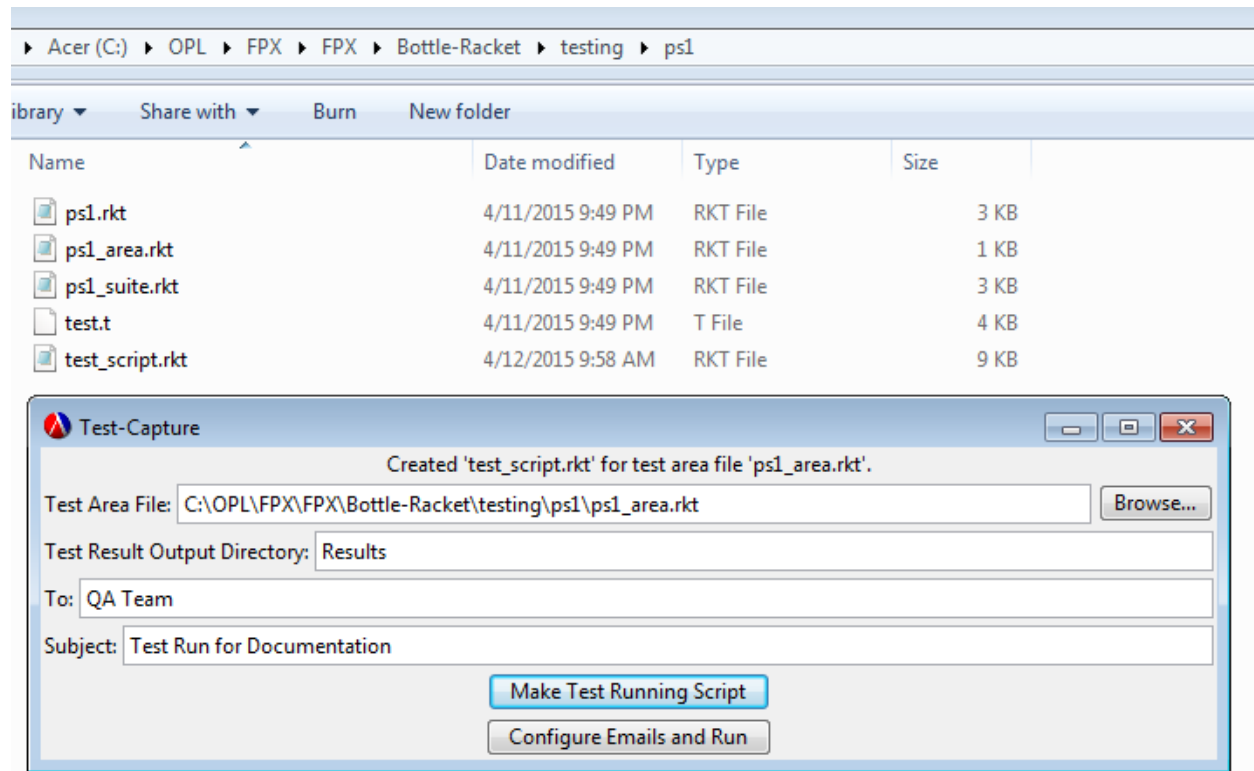 Acer (C:) OPL FPX FPX Bottle-Racket testing ps1
ibrary Share with Burn New folder
Name Date modified Type Size
ps1.rkt 4/11/2015 9:49 PM RKT File 3 KB
ps1_area.rkt 4/11/2015 9:49 PM RKT File 1 KB
ps1_suite.rkt 4/11/2015 9:49 PM RKT File 3 KB
test.t 4/11/2015 9:49 PM T File 4 KB
test_script.rkt 4/12/2015 9:58 AM RKT File 9 KB
Test-Capture
Created 'test_script.rkt' for test area file 'ps1_area.rkt'.
Test Area File: C:\OPL\FPX\FPX\Bottle-Racket\testing\ps1\ps1_area.rkt Browse...
Test Result Output Directory: Results
To: QA Team
Subject: Test Run for Documentation
Make Test Running Script
Configure Emails and Run